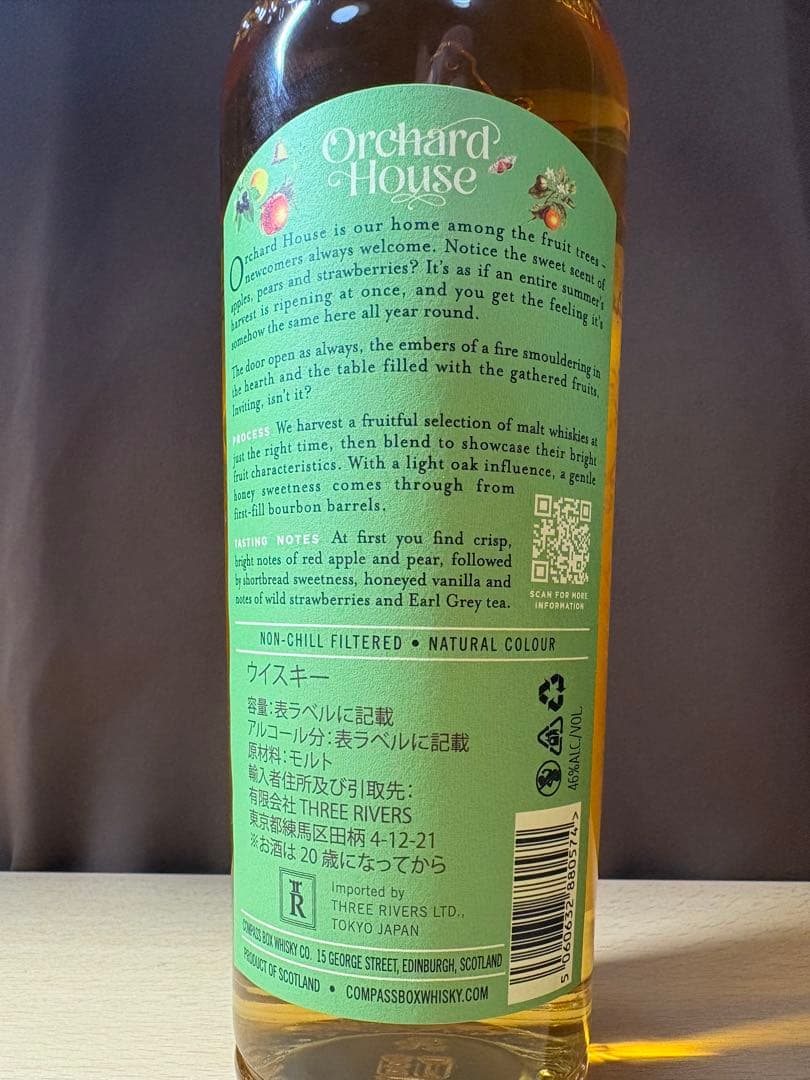 Orchard
House
Orchard House is our home among the fruit trees –
newcomers always welcome. Notice the sweet scent of
apples, pears and strawberries? It's as if an entire summer's
harvest is ripening at once, and you get the feeling it's
somehow the same here all year round.
The door open as always, the embers of a fire smouldering in
the hearth and the table filled with the gathered fruits.
Inviting, isn't it?
PROCESS We harvest a fruitful selection of malt whiskies at
just the right time, then blend to showcase their bright
fruit characteristics. With a light oak influence, a gentle
honey sweetness comes through from
first-fill bourbon barrels.
TASTING NOTES At first you find crisp,
bright notes of red apple and pear, followed
by shortbread sweetness, honeyed vanilla and
notes of wild strawberries and Earl Grey tea.
SCAN FOR MORE
INFORMATION
NON-CHILL FILTERED • NATURAL COLOUR
ウイスキー
容量:表ラベルに記載
アルコール分:表ラベルに記載
原材料:モルト
輸入者住所及び引取先:
有限会社 THREE RIVERS
東京都練馬区田柄 4-12-21
※お酒は 20 歳になってから
46%ALC/VOL
R
Imported by
THREE RIVERS LTD.,
TOKYO JAPAN
5 060632 880574 >
COMPASS BOX WHISKY CO. 15 GEORGE STREET, EDINBURGH, SCOTLAND
PRODUCT OF SCOTLAND • COMPASSBOXWHISKY.COM